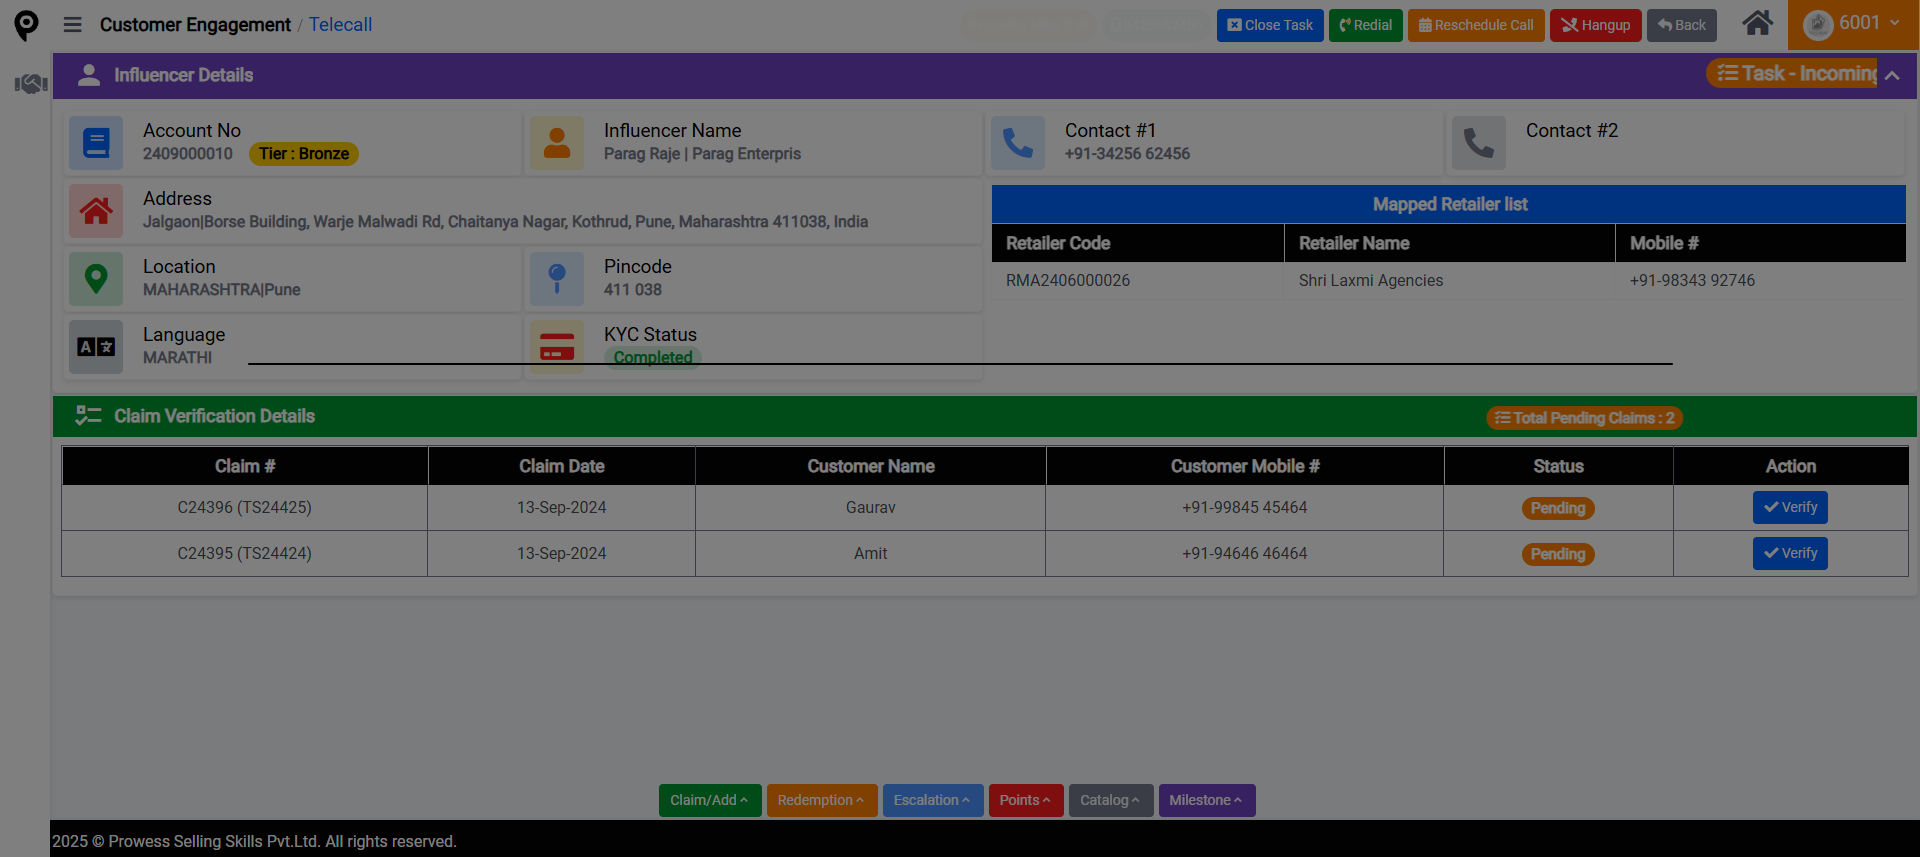 Customer Engagement / Telecall
Close Task
Redial
Reschedule Call
Hangup
Back
6001
Influencer Details
Task - Incoming
Account No
2409000010 Tier : Bronze
Influencer Name
Parag Raje | Parag Enterpris
Contact #1
+91-34256 62456
Contact #2
Address
Jalgaon|Borse Building, Warje Malwadi Rd, Chaitanya Nagar, Kothrud, Pune, Maharashtra 411038, India
Mapped Retailer list
Retailer Code Retailer Name Mobile #
RMA2406000026 Shri Laxmi Agencies +91-98343 92746
Location
MAHARASHTRA|Pune
Pincode
411 038
Language
MARATHI
KYC Status
Completed
Claim Verification Details
Total Pending Claims : 2
Claim # Claim Date Customer Name Customer Mobile # Status Action
C24396 (TS24425) 13-Sep-2024 Gaurav +91-99845 45464 Pending Verify
C24395 (TS24424) 13-Sep-2024 Amit +91-94646 46464 Pending Verify
Claim/Add
Redemption
Escalation
Points
Catalog
Milestone
2025 © Prowess Selling Skills Pvt.Ltd. All rights reserved.